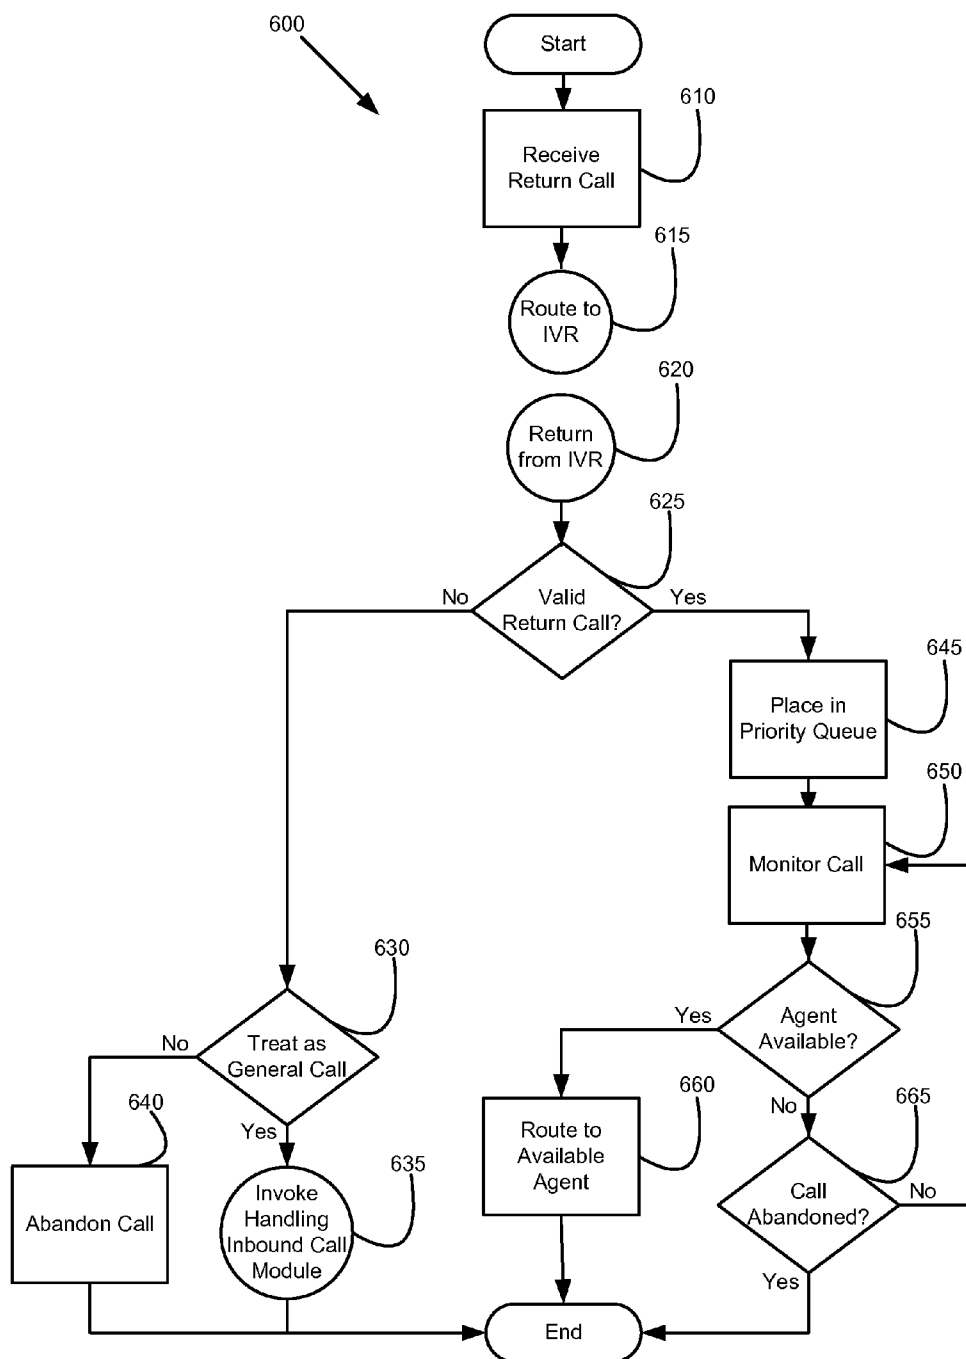 600
Start
610
Receive
Return Call
615
Route to
IVR
620
Return
from IVR
625
No
Valid
Return Call?
Yes
645
Place in
Priority Queue
650
Monitor Call
655
630
Yes
Agent
Available?
No
Treat as
General Call
640
Yes
660
No
665
635
Route to
Available
Agent
Invoke
Handling
Inbound Call
Module
Call
Abandoned?
No
Abandon Call
Yes
End